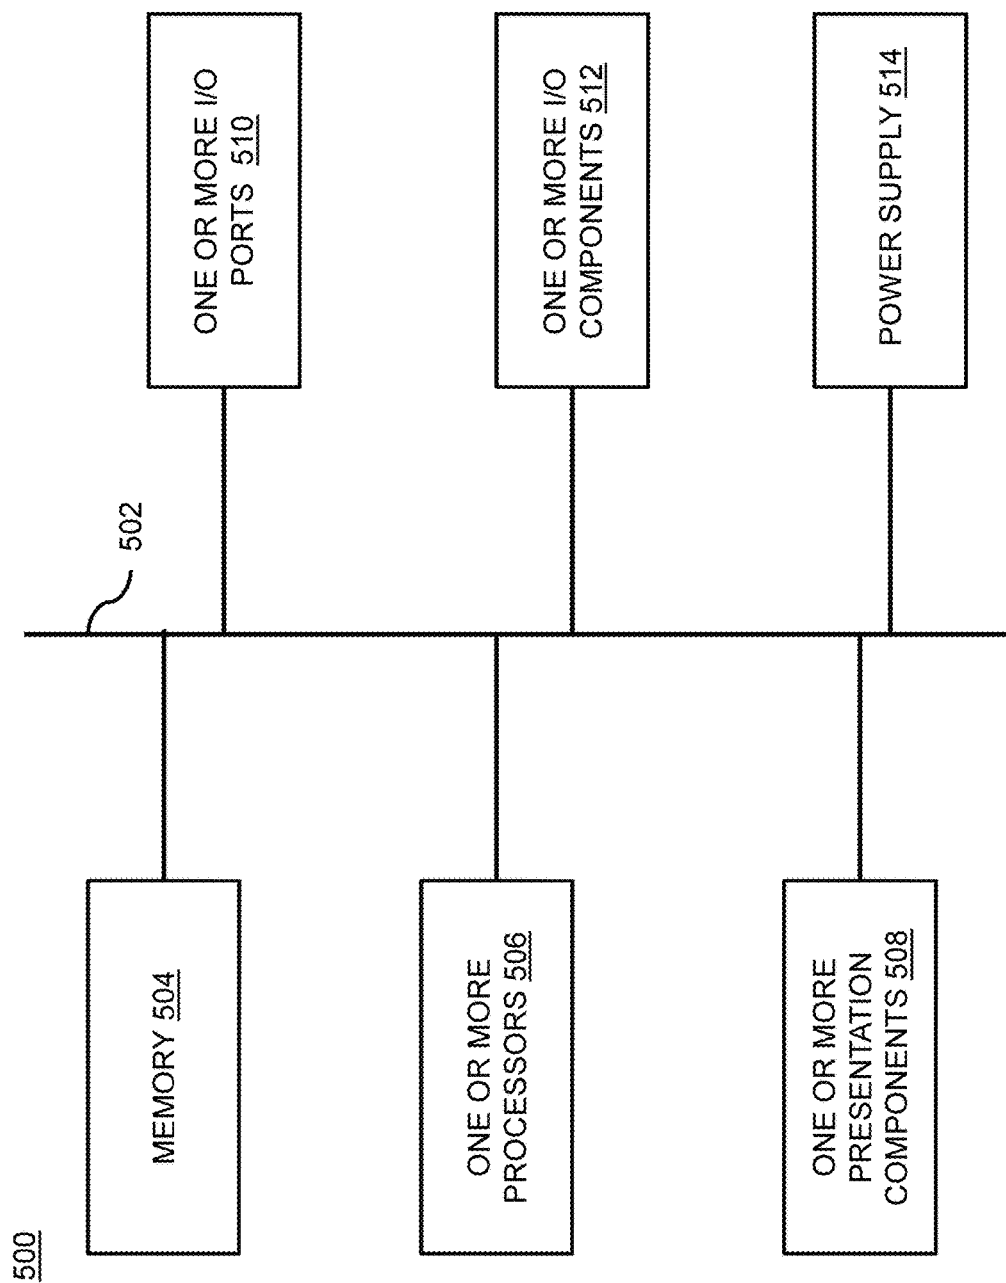 500
MEMORY 504
ONE OR MORE
PROCESSORS 506
ONE OR MORE
PRESENTATION
COMPONENTS 508
502
ONE OR MORE I/O
PORTS 510
ONE OR MORE I/O
COMPONENTS 512
POWER SUPPLY 514